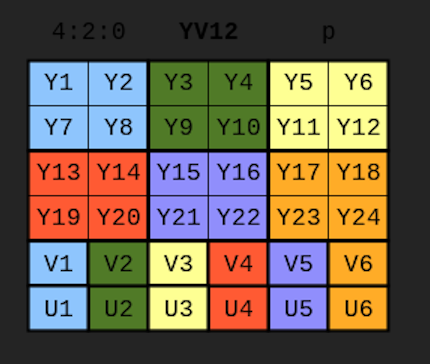 4:2:0 YV12 p
Y1 Y2 Y3 Y4 Y5 Y6
Y7 Y8 Y9 Y10 Y11 Y12
Y13 Y14 Y15 Y16 Y17 Y18
Y19 Y20 Y21 Y22 Y23 Y24
V1 V2 V3 V4 V5 V6
U1 U2 U3 U4 U5 U6